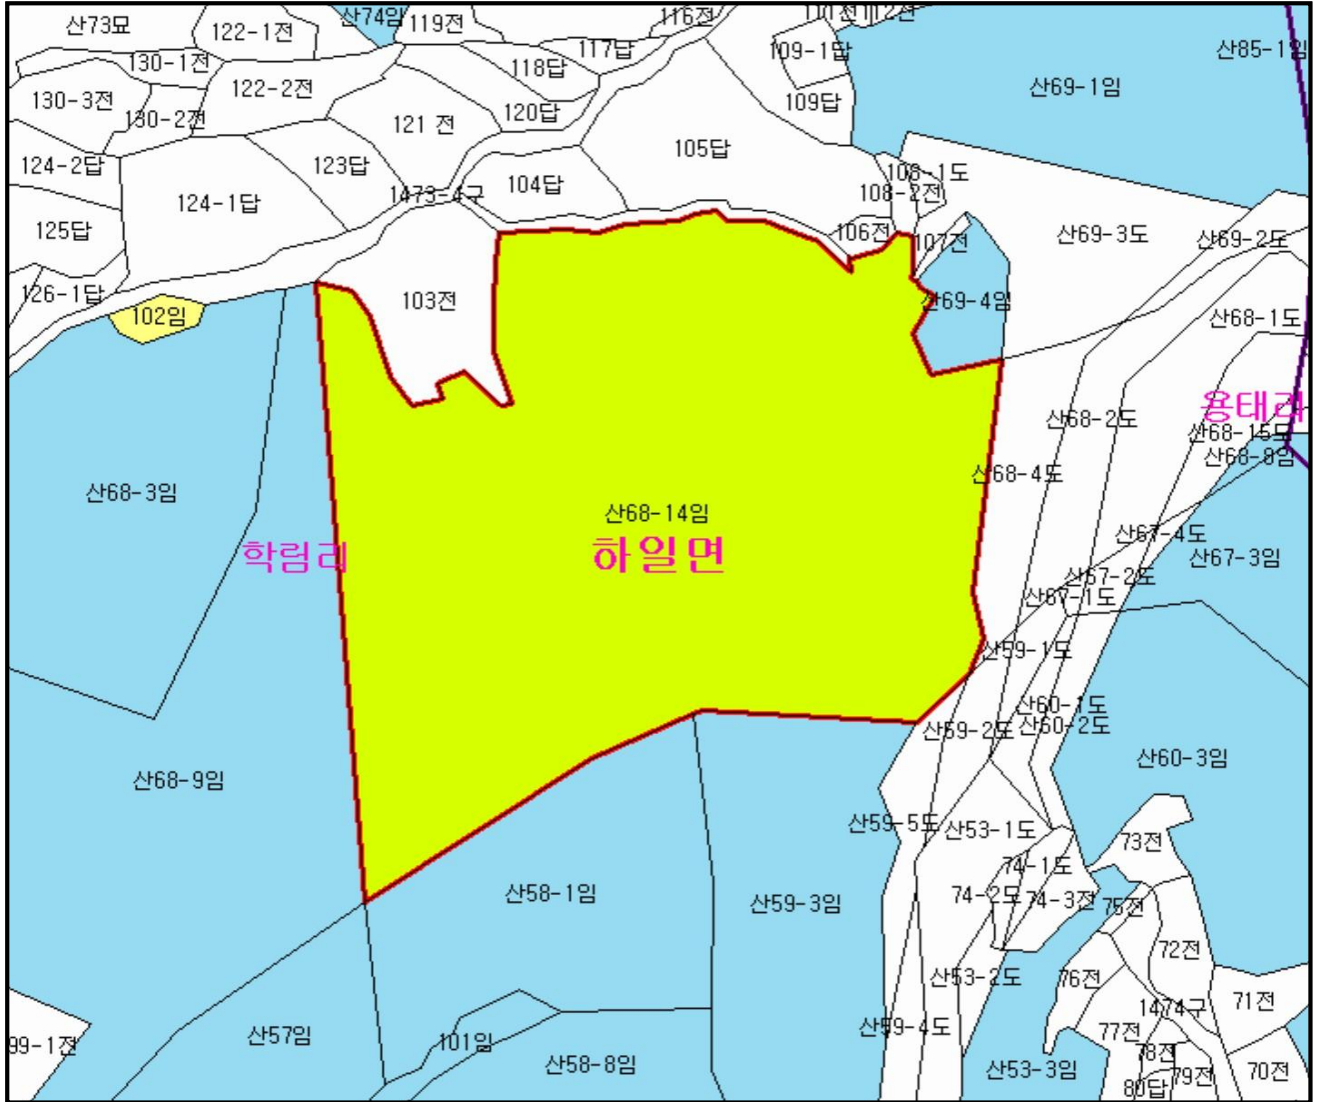 산73묘
122-1전
산74임
119전
116전
117답
109-1답
산85-1임
130-1전
118답
산69-1임
130-3전
122-2전
130-2전
120답
109답
121 전
124-2답
123답
105답
108-1도
1473-4구
104답
108-2전
124-1답
125답
106전
107전
산69-3도
산69-2도
126-1답
102임
103전
산69-4임
산68-1도
용태리
산68-2도
산68-15도
산68-8임
산68-3임
산68-4도
산68-14임
학림리
하일면
산67-4도
산67-3임
산67-2도
산67-1도
산59-1도
산60-1도
산59-2도
산60-2도
산68-9임
산60-3임
산59-5도
산53-1도
73전
74-1도
산58-1임
산59-3임
74-2도
74-3전
75전
72전
산53-2도
76전
1474구
71전
99-1전
산57임
101임
산59-4도
77전
78전
산58-8임
산53-3임
80답
79전
70전